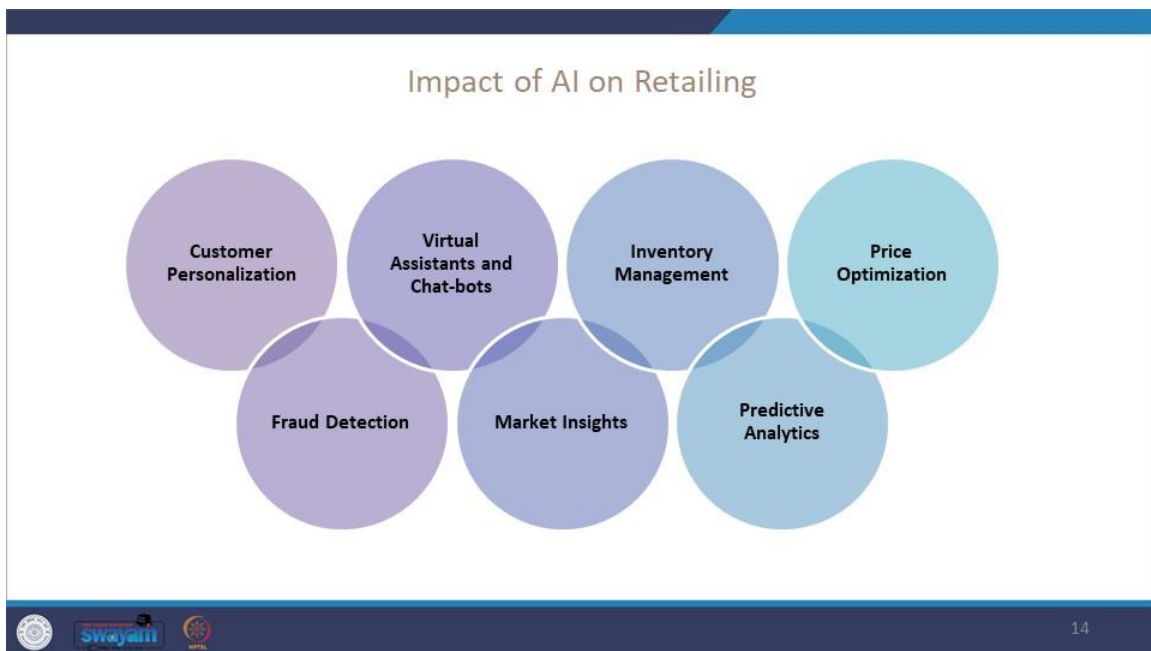 Impact of AI on Retailing
Customer
Personalization
Virtual
Assistants and
Chat-bots
Inventory
Management
Price
Optimization
Fraud Detection
Market Insights
Predictive
Analytics
swayam
NPTEL
14